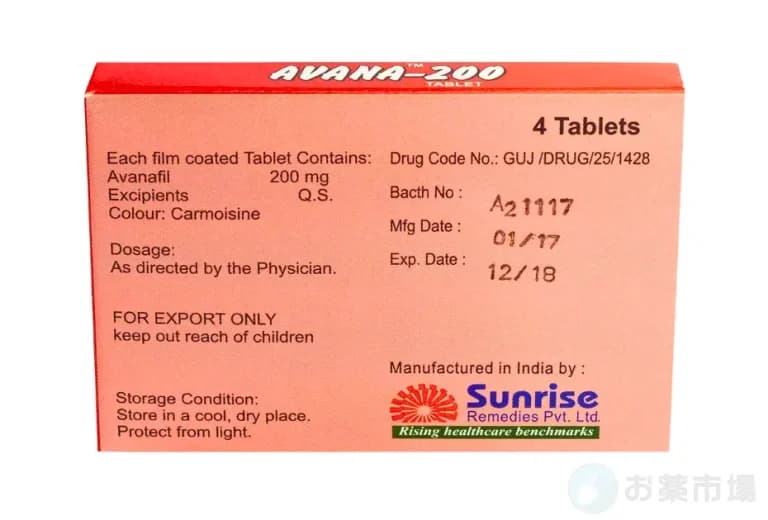 AVANA-200™
TABLET
4 Tablets
Each film coated Tablet Contains:
Avanafil 200 mg
Excipients Q.S.
Colour: Carmoisine
Dosage:
As directed by the Physician.
FOR EXPORT ONLY
keep out reach of children
Storage Condition:
Store in a cool, dry place.
Protect from light.
Drug Code No.: GUJ /DRUG/25/1428
Bacth No : A21117
Mfg Date : 01/17
Exp. Date : 12/18
Manufactured in India by :
Sunrise
Remedies Pvt. Ltd.
Rising healthcare benchmarks
お薬市場